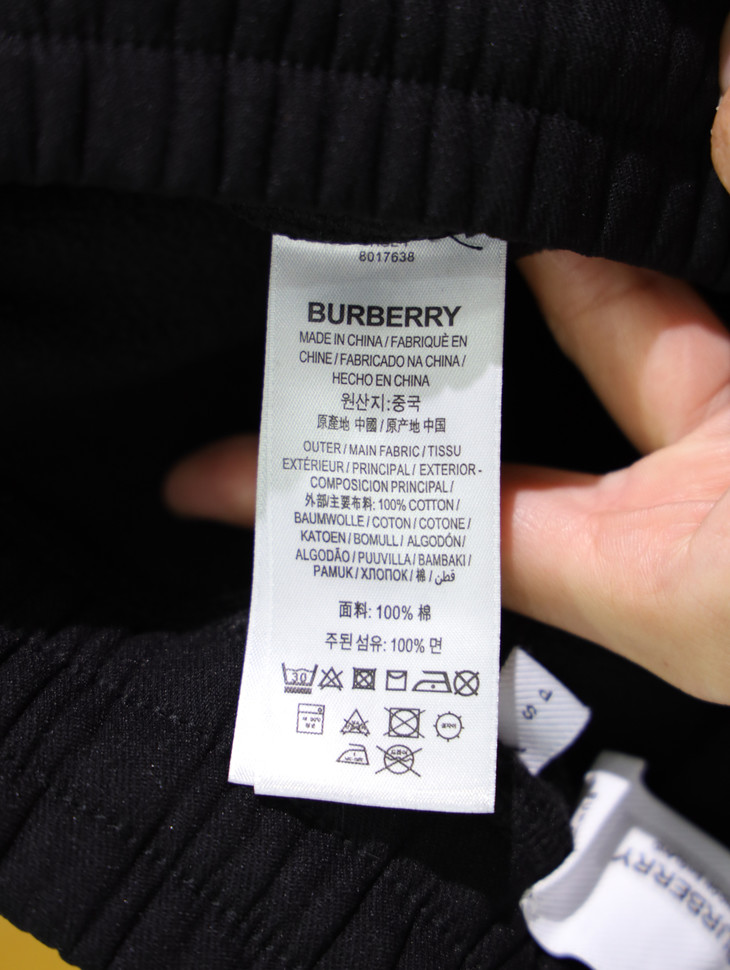 8017638
BURBERRY
MADE IN CHINA / FABRIQUÈ EN
CHINE / FABRICADO NA CHINA /
HECHO EN CHINA
원산지:중국
原產地 中國 / 原产地 中国
OUTER / MAIN FABRIC / TISSU
EXTÉRIEUR / PRINCIPAL / EXTERIOR -
COMPOSICION PRINCIPAL /
外部/主要布料: 100% COTTON /
BAUMWOLLE / COTON / COTONE /
KATOEN / BOMULL / ALGODÓN /
ALGODÃO / PUUVILLA / BAMBAKI /
PAMUK / ХЛОПОК / 棉 / قطن
面料: 100% 棉
주된 섬유: 100% 면
30
P S
BURBERRY